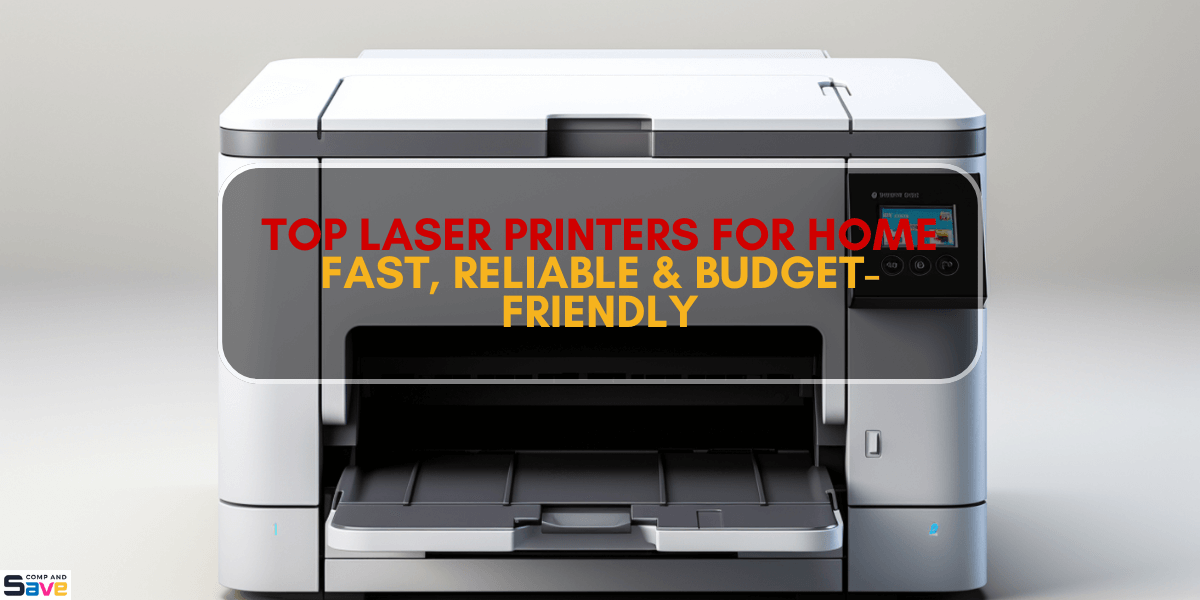 TOP LASER PRINTERS FOR HOME
FAST, RELIABLE & BUDGET-
FRIENDLY
COMP AND
Save